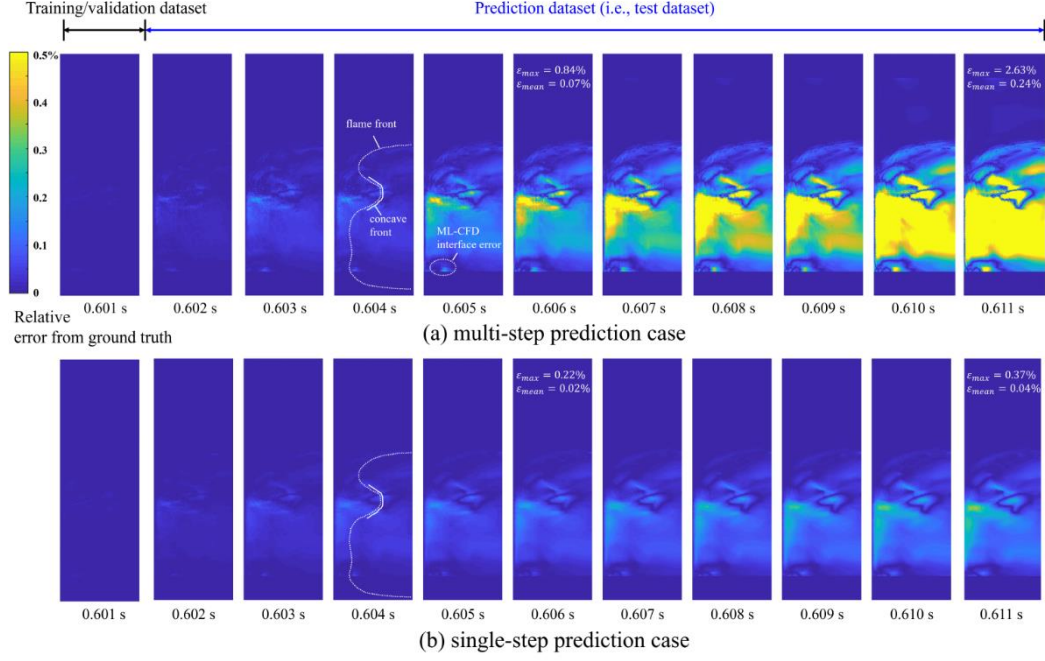 Training/validation dataset
Prediction dataset (i.e., test dataset)
0.5%
0.4
0.3
0.2
0.1
0
Relative
error from ground truth
flame front
concave
front
ML-CFD
interface error
ε_max = 0.84%
ε_mean = 0.07%
ε_max = 2.63%
ε_mean = 0.24%
0.601 s 0.602 s 0.603 s 0.604 s 0.605 s 0.606 s 0.607 s 0.608 s 0.609 s 0.610 s 0.611 s
(a) multi-step prediction case
ε_max = 0.22%
ε_mean = 0.02%
ε_max = 0.37%
ε_mean = 0.04%
0.601 s 0.602 s 0.603 s 0.604 s 0.605 s 0.606 s 0.607 s 0.608 s 0.609 s 0.610 s 0.611 s
(b) single-step prediction case